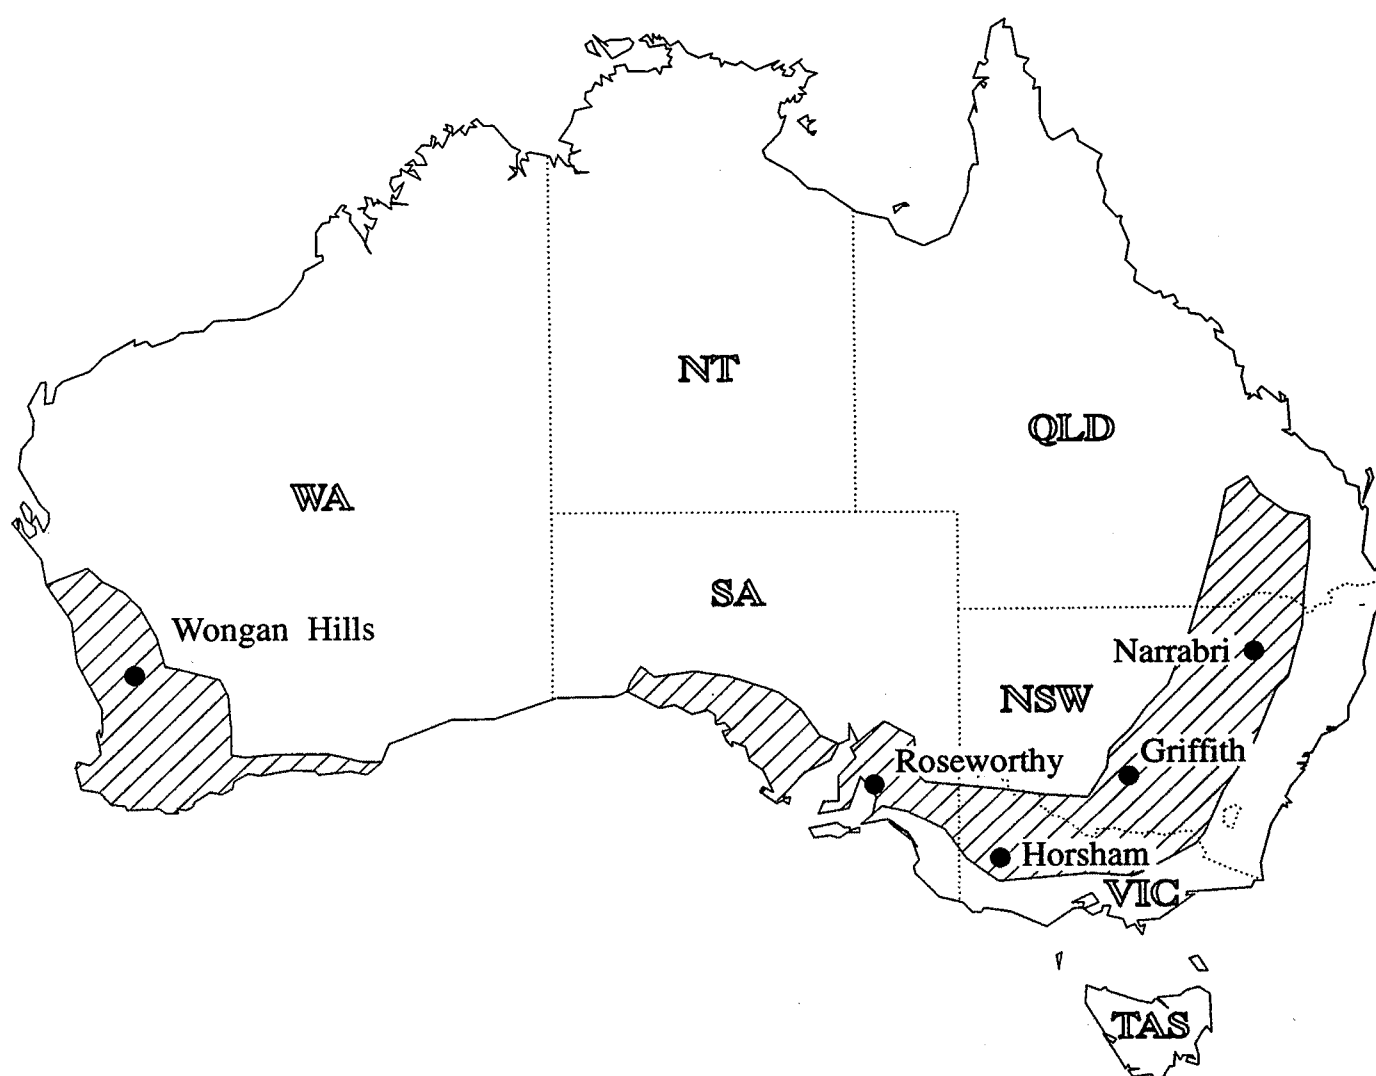 NT
QLD
WA
SA
Wongan Hills
Narrabri
NSW
Griffith
Roseworthy
Horsham
VIC
TAS